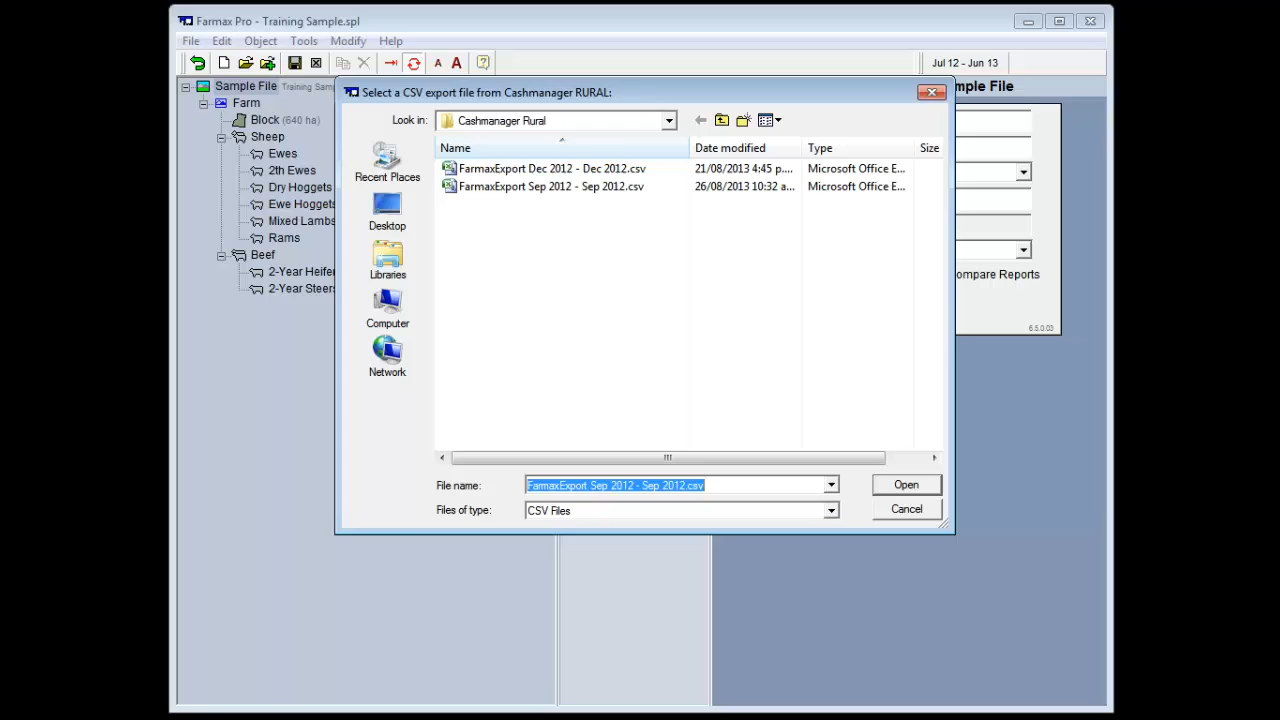 Farmax Pro - Training Sample.spl
File Edit Object Tools Modify Help
A A Jul 12 - Jun 13
Sample File Training Sam
mple File
Farm
Block (640 ha)
Sheep
Ewes
2th Ewes
Dry Hoggets
Ewe Hoggets
Mixed Lambs
Rams
Beef
2-Year Heifer
2-Year Steers
Select a CSV export file from Cashmanager RURAL:
Look in: Cashmanager Rural
Name Date modified Type Size
FarmaxExport Dec 2012 - Dec 2012.csv 21/08/2013 4:45 p.... Microsoft Office E...
FarmaxExport Sep 2012 - Sep 2012.csv 26/08/2013 10:32 a... Microsoft Office E...
Recent Places
Desktop
Libraries
Computer
Network
File name: FarmaxExport Sep 2012 - Sep 2012.csv Open
Files of type: CSV Files Cancel
ompare Reports
6.5.0.03